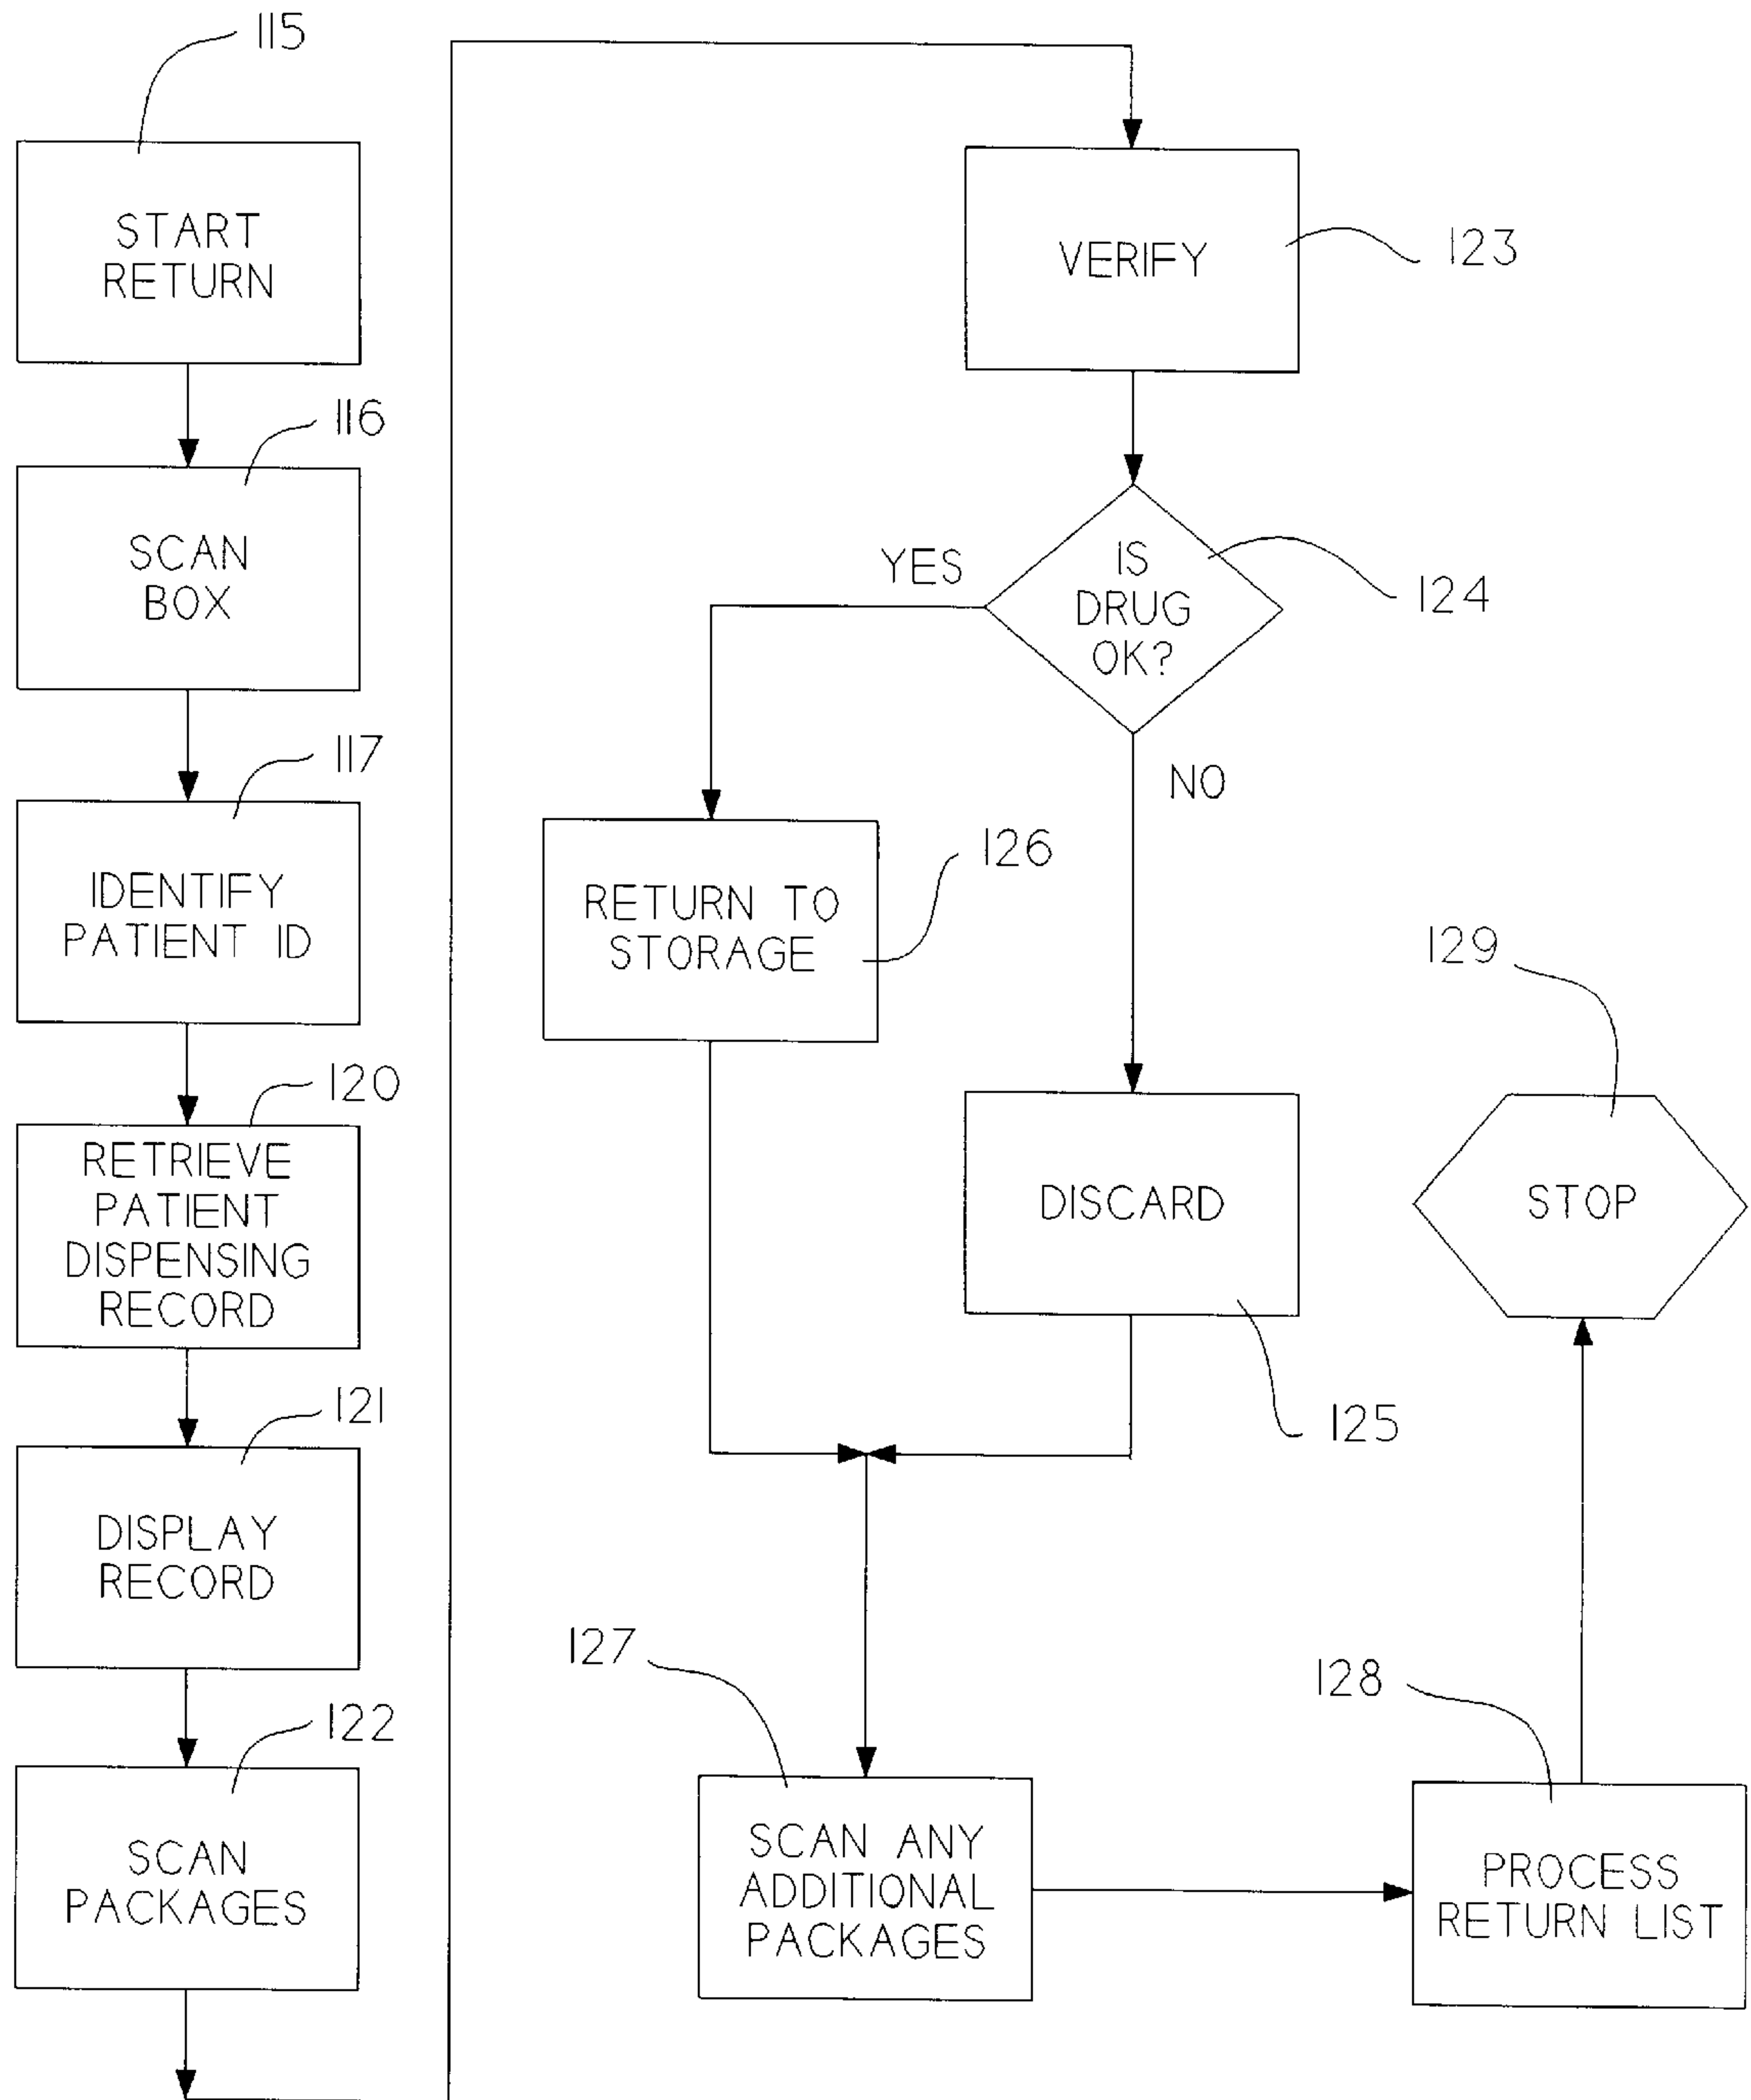 115
START
RETURN
116
SCAN
BOX
117
IDENTIFY
PATIENT ID
120
RETRIEVE
PATIENT
DISPENSING
RECORD
121
DISPLAY
RECORD
122
SCAN
PACKAGES
VERIFY
123
IS
DRUG
OK?
124
YES
NO
RETURN TO
STORAGE
126
DISCARD
125
129
STOP
127
SCAN ANY
ADDITIONAL
PACKAGES
128
PROCESS
RETURN LIST